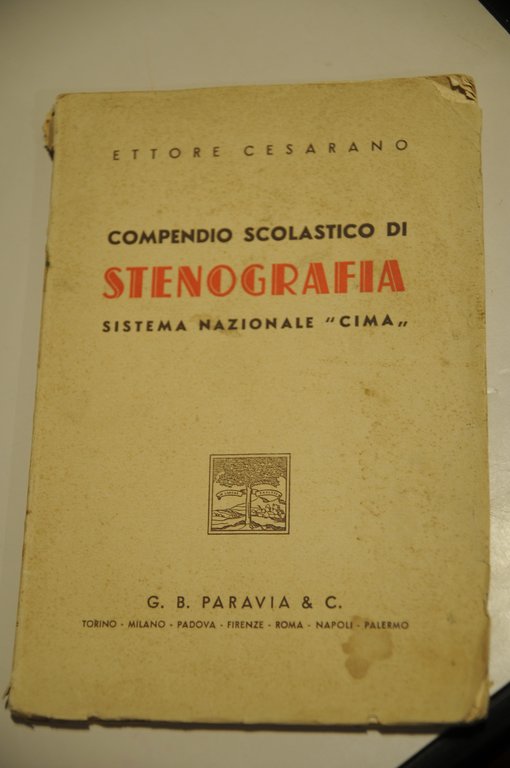 ETTORE CESARANO
COMPENDIO SCOLASTICO DI
STENOGRAFIA
SISTEMA NAZIONALE "CIMA„
G. B. PARAVIA & C.
TORINO - MILANO - PADOVA - FIRENZE - ROMA - NAPOLI - PALERMO